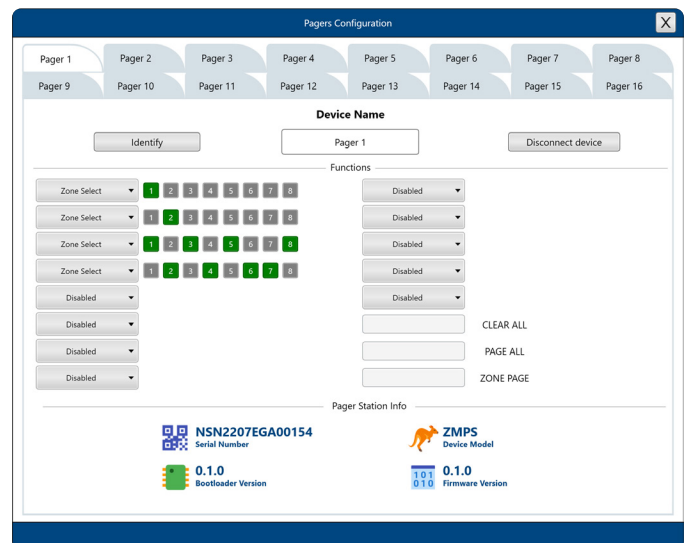 Pagers Configuration X
Pager 1 Pager 2 Pager 3 Pager 4 Pager 5 Pager 6 Pager 7 Pager 8
Pager 9 Pager 10 Pager 11 Pager 12 Pager 13 Pager 14 Pager 15 Pager 16
Device Name
Identify Pager 1 Disconnect device
Functions
Zone Select 1 2 3 4 5 6 7 8 Disabled
Zone Select 1 2 3 4 5 6 7 8 Disabled
Zone Select 1 2 3 4 5 6 7 8 Disabled
Zone Select 1 2 3 4 5 6 7 8 Disabled
Disabled Disabled
Disabled CLEAR ALL
Disabled PAGE ALL
Disabled ZONE PAGE
Pager Station Info
NSN2207EGA00154 ZMPS
Serial Number Device Model
0.1.0 101 010 0.1.0
Bootloader Version Firmware Version